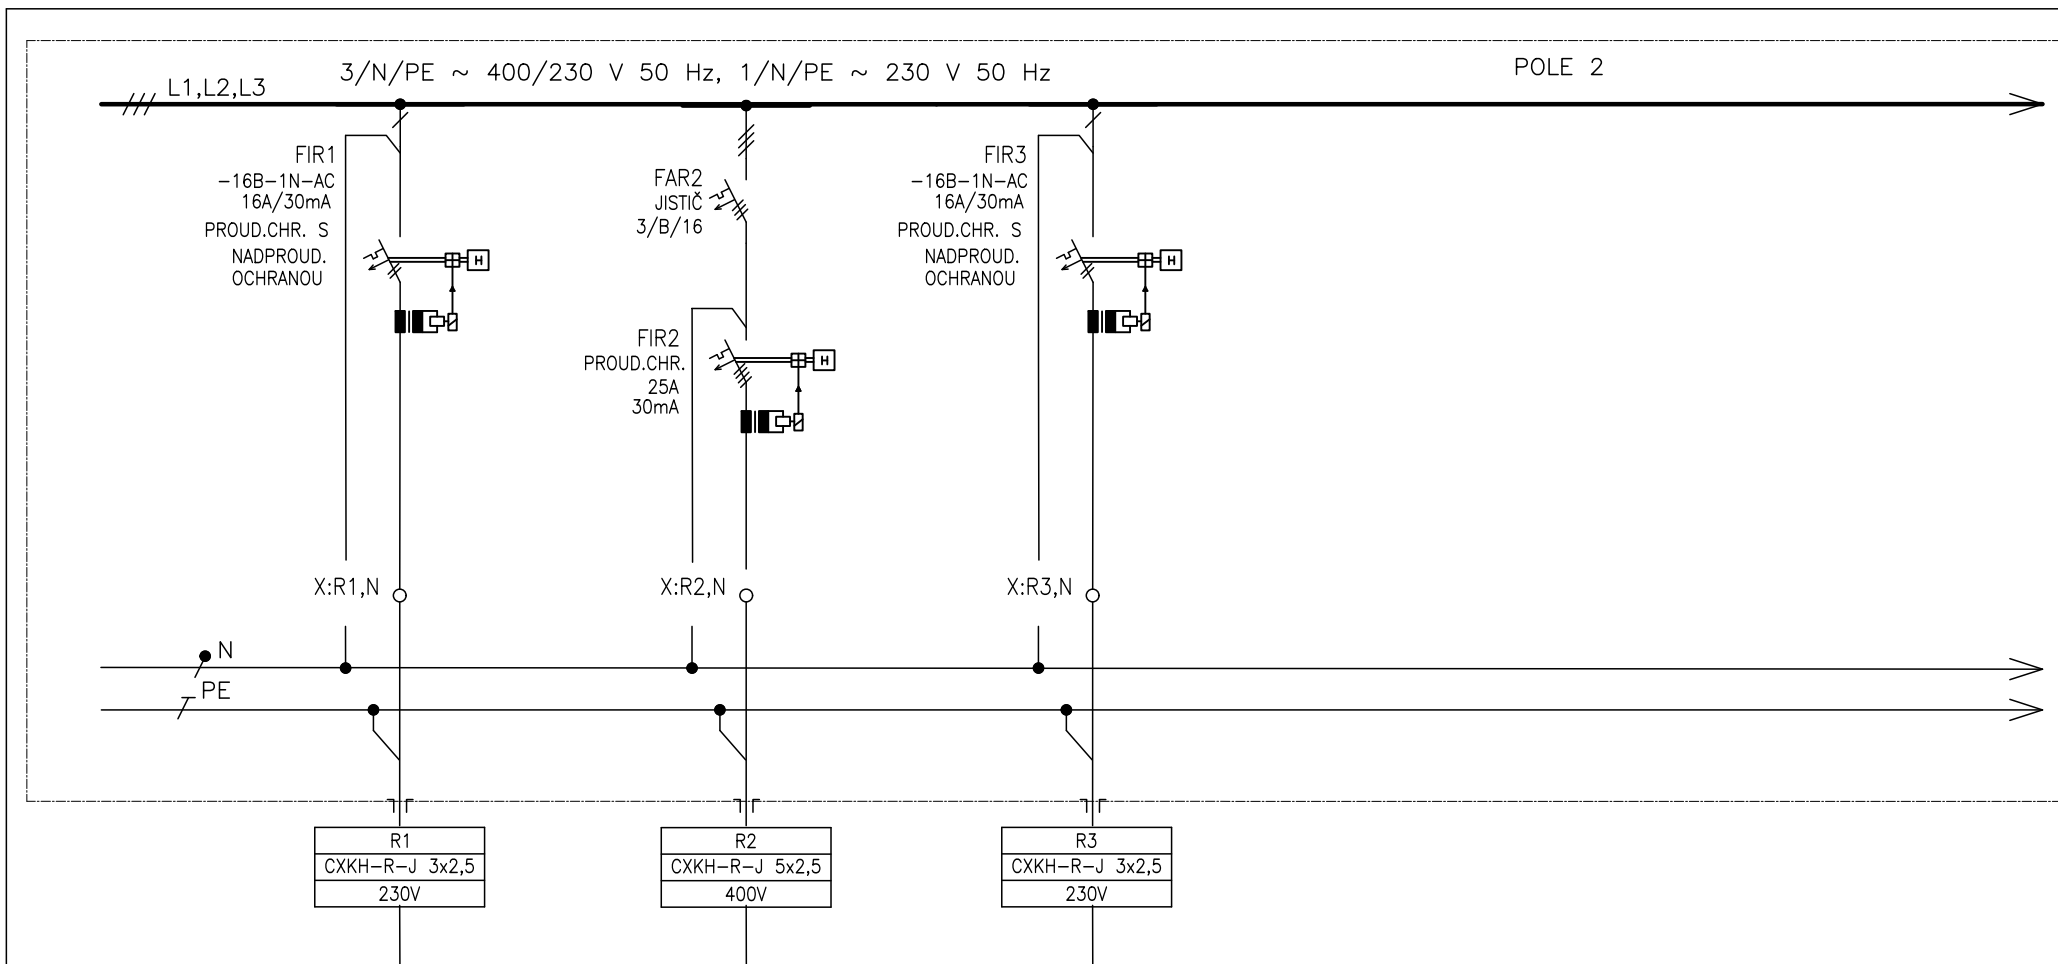 3/N/PE ~ 400/230 V 50 Hz, 1/N/PE ~ 230 V 50 Hz
POLE 2
L1,L2,L3
FIR1
-16B-1N-AC
16A/30mA
PROUD.CHR. S
NADPROUD.
OCHRANOU
H
FAR2
JISTIČ
3/B/16
FIR2
PROUD.CHR.
25A
30mA
H
FIR3
-16B-1N-AC
16A/30mA
PROUD.CHR. S
NADPROUD.
OCHRANOU
H
X:R1,N
X:R2,N
X:R3,N
N
PE
R1
CXKH-R-J 3x2,5
230V
R2
CXKH-R-J 5x2,5
400V
R3
CXKH-R-J 3x2,5
230V